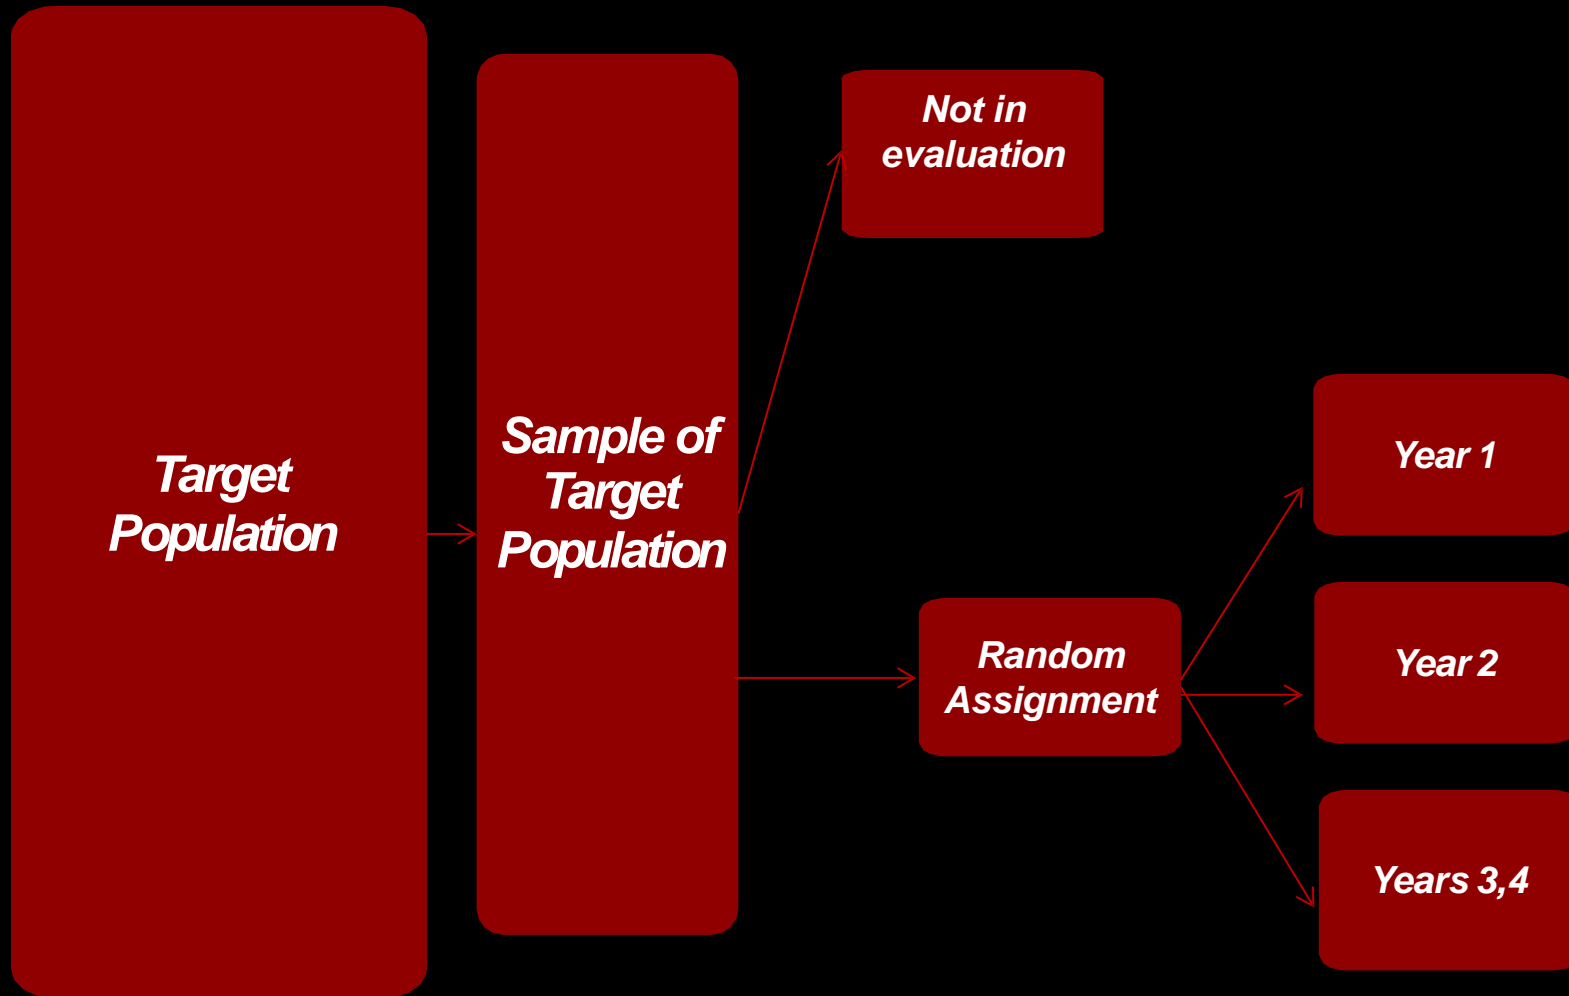 Target
Population
Sample of
Target
Population
Not in
evaluation
Random
Assignment
Year 1
Year 2
Years 3,4